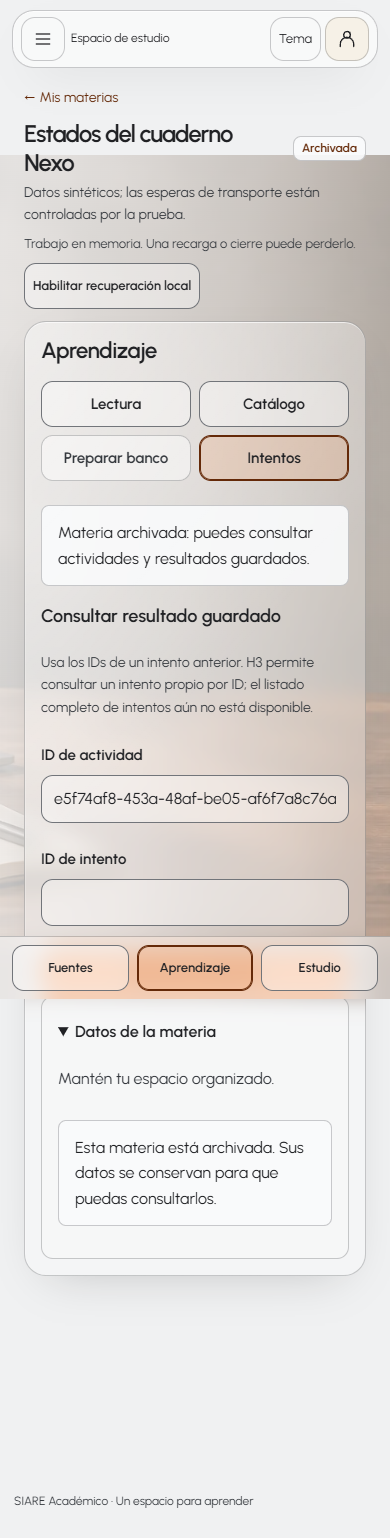 Espacio de estudio
Tema
← Mis materias
Estados del cuaderno
Nexo
Archivada
Datos sintéticos; las esperas de transporte están
controladas por la prueba.
Trabajo en memoria. Una recarga o cierre puede perderlo.
Habilitar recuperación local
Aprendizaje
Lectura
Catálogo
Preparar banco
Intentos
Materia archivada: puedes consultar
actividades y resultados guardados.
Consultar resultado guardado
Usa los IDs de un intento anterior. H3 permite
consultar un intento propio por ID; el listado
completo de intentos aún no está disponible.
ID de actividad
e5f74af8-453a-48af-be05-af6f7a8c76a
ID de intento
Fuentes
Aprendizaje
Estudio
▼ Datos de la materia
Mantén tu espacio organizado.
Esta materia está archivada. Sus
datos se conservan para que
puedas consultarlos.
SIARE Académico · Un espacio para aprender